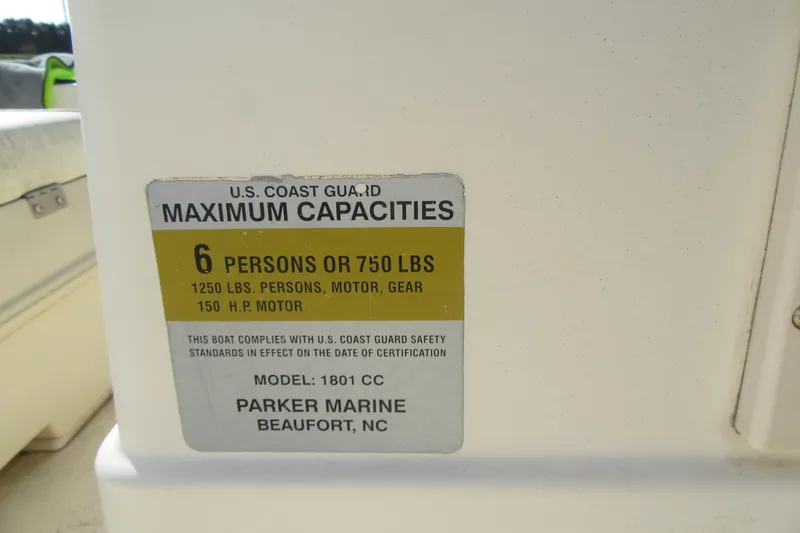 U.S. COAST GUARD
MAXIMUM CAPACITIES
6 PERSONS OR 750 LBS
1250 LBS. PERSONS, MOTOR, GEAR
150 H.P. MOTOR
THIS BOAT COMPLIES WITH U.S. COAST GUARD SAFETY
STANDARDS IN EFFECT ON THE DATE OF CERTIFICATION
MODEL: 1801 CC
PARKER MARINE
BEAUFORT, NC